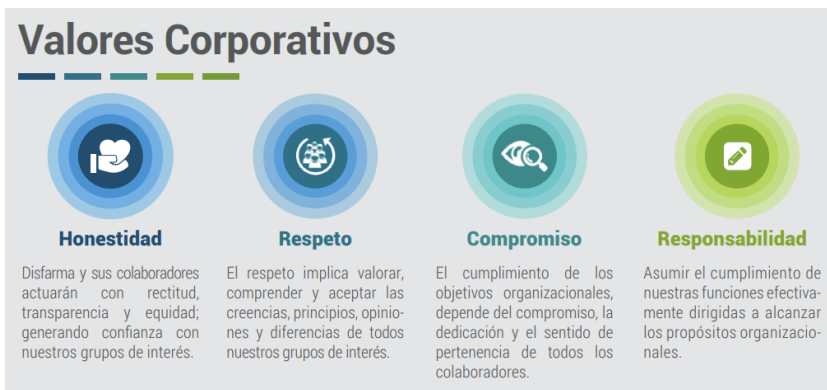 Valores Corporativos
Honestidad
Disfarma y sus colaboradores
actuarán con rectitud,
transparencia y equidad;
generando confianza con
nuestros grupos de interés.
Respeto
El respeto implica valorar,
comprender y aceptar las
creencias, principios, opinio-
nes y diferencias de todos
nuestros grupos de interés.
Compromiso
El cumplimiento de los
objetivos organizacionales,
depende del compromiso, la
dedicación y el sentido de
pertenencia de todos los
colaboradores.
Responsabilidad
Asumir el cumplimiento de
nuestras funciones efectiva-
mente dirigidas a alcanzar
los propósitos organizacio-
nales.